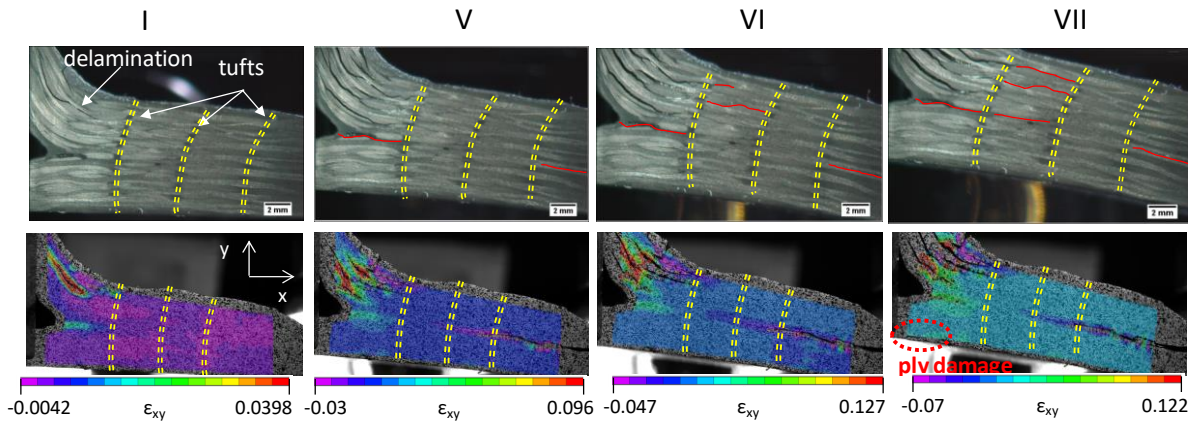 I
V
VI
VII
delamination
tufts
2 mm
2 mm
2 mm
2 mm
y
x
ply damage
-0.0042 εxy 0.0398
-0.03 εxy 0.096
-0.047 εxy 0.127
-0.07 εxy 0.122